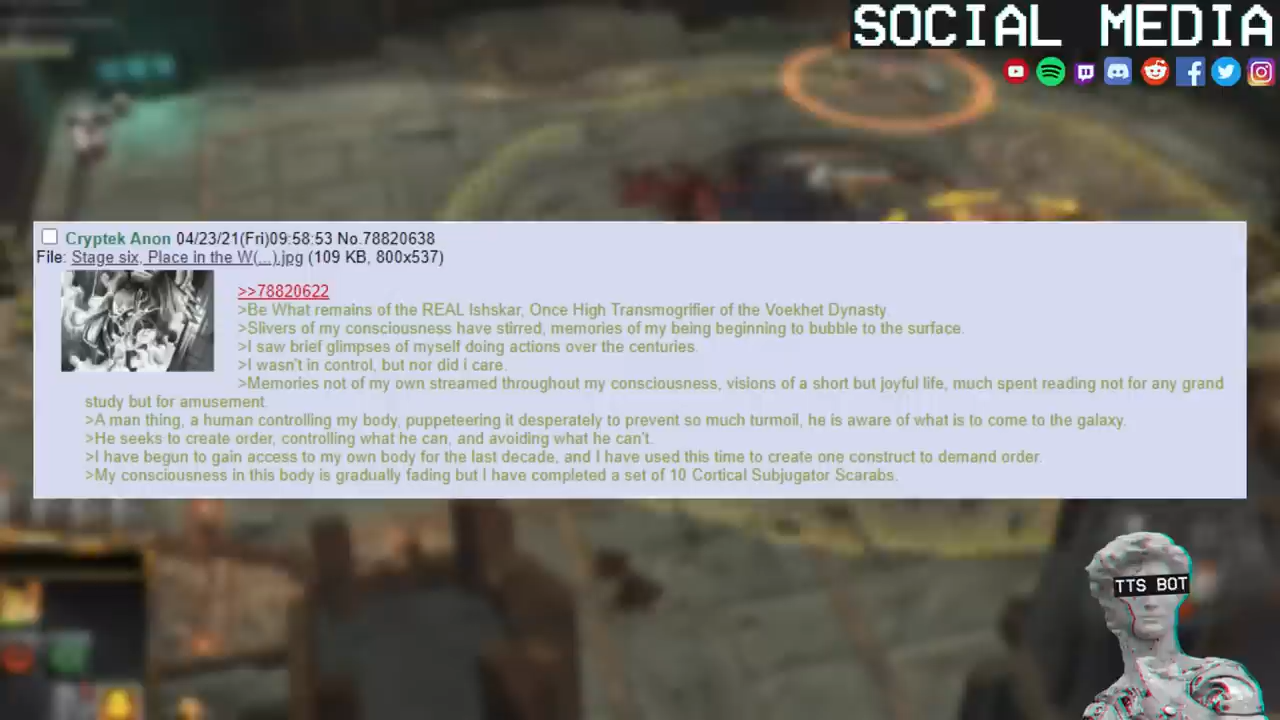 SOCIAL MEDIA
Cryptek Anon 04/23/21(Fri)09:58:53 No.78820638
File: Stage six, Place in the W(...).jpg (109 KB, 800x537)
>>78820622
>Be What remains of the REAL Ishskar, Once High Transmogrifier of the Voekhet Dynasty.
>Slivers of my consciousness have stirred, memories of my being beginning to bubble to the surface.
>I saw brief glimpses of myself doing actions over the centuries.
>I wasn't in control, but nor did i care.
>Memories not of my own streamed throughout my consciousness, visions of a short but joyful life, much spent reading not for any grand
study but for amusement.
>A man thing, a human controlling my body, puppeteering it desperately to prevent so much turmoil, he is aware of what is to come to the galaxy.
>He seeks to create order, controlling what he can, and avoiding what he can't.
>I have begun to gain access to my own body for the last decade, and I have used this time to create one construct to demand order.
>My consciousness in this body is gradually fading but I have completed a set of 10 Cortical Subjugator Scarabs.
TTS BOT